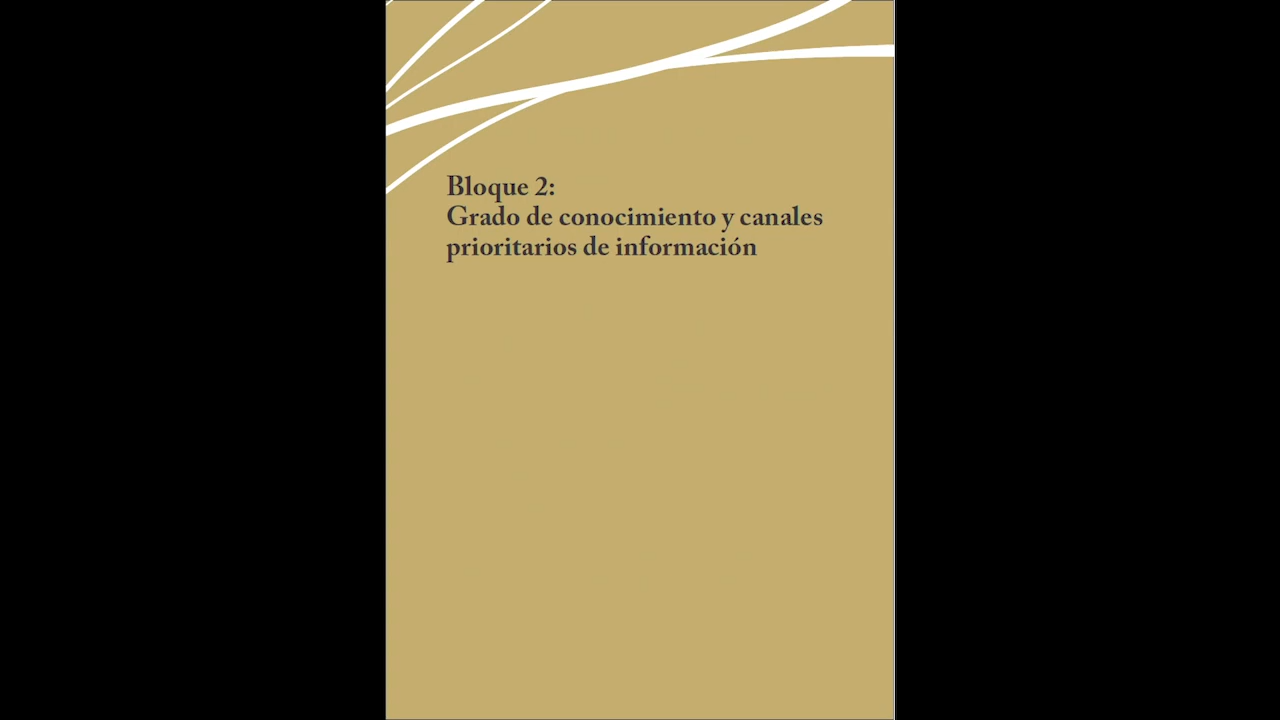 Bloque 2:
Grado de conocimiento y canales
prioritarios de información